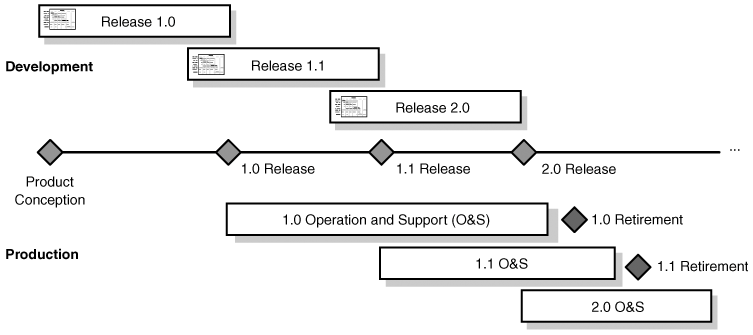 Release 1.0
Development
Release 1.1
Release 2.0
...
1.0 Release
1.1 Release
2.0 Release
Product
Conception
1.0 Operation and Support (O&S)
1.0 Retirement
Production
1.1 O&S
1.1 Retirement
2.0 O&S